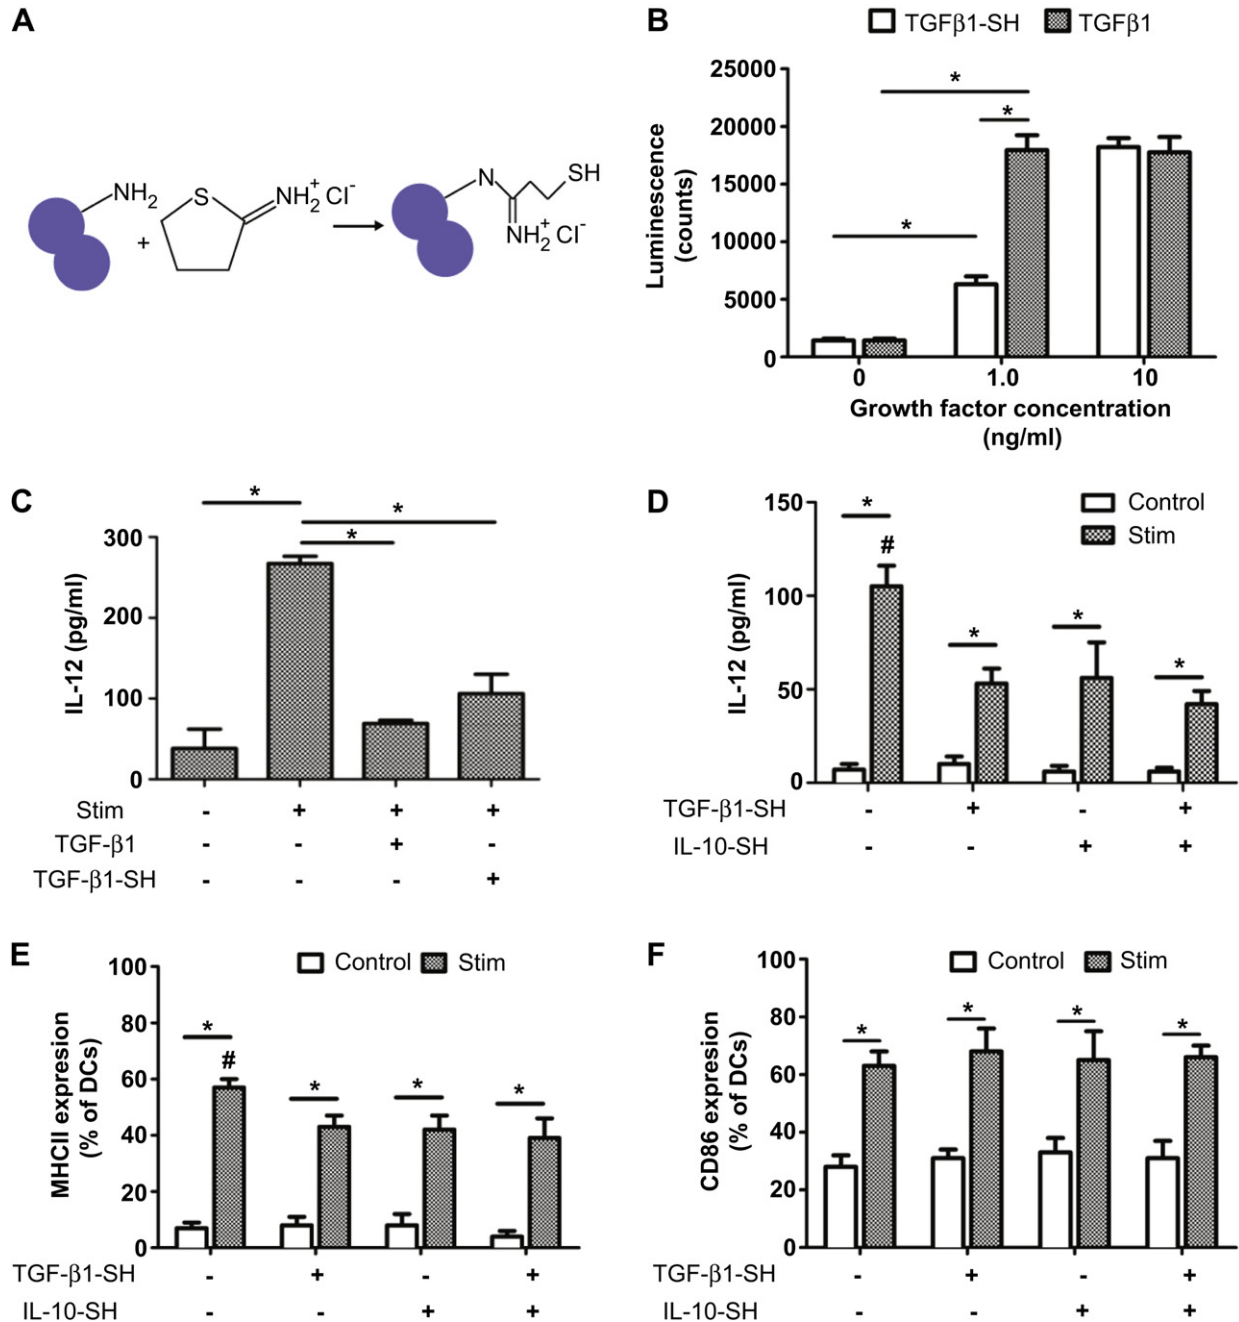 A
NH2
+
S
NH2+ Cl-
N
SH
NH2+ Cl-
B
TGFβ1-SH TGFβ1
Luminescence
(counts)
25000
20000
15000
10000
5000
0
*
*
*
0 1.0 10
Growth factor concentration
(ng/ml)
C
IL-12 (pg/ml)
300
200
100
0
*
*
*
Stim - + + +
TGF-β1 - - + -
TGF-β1-SH - - - +
D
Control
Stim
IL-12 (pg/ml)
150
100
50
0
*
#
*
*
*
TGF-β1-SH - + - +
IL-10-SH - - + +
E
Control Stim
MHCII expresion
(% of DCs)
100
80
60
40
20
0
*
#
*
*
*
TGF-β1-SH - + - +
IL-10-SH - - + +
F
Control Stim
CD86 expresion
(% of DCs)
100
80
60
40
20
0
*
*
*
*
TGF-β1-SH - + - +
IL-10-SH - - + +